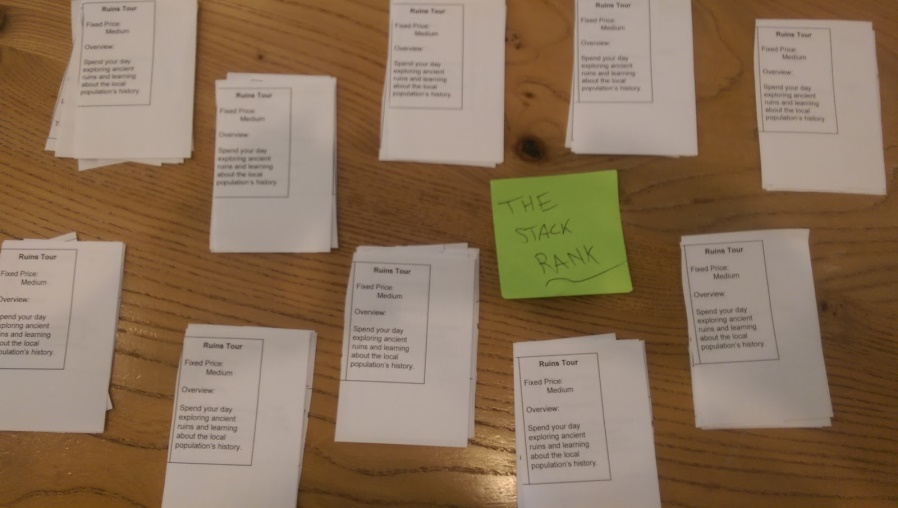 Ruins Tour
Fixed Price:
Medium
Overview:
Spend your day
exploring ancient
ruins and learning
about the local
population's history.
Ruins Tour
Fixed Price:
Medium
Overview:
Spend your day
exploring ancient
ruins and learning
about the local
population's history.
Ruins Tour
Fixed Price:
Medium
Overview:
Spend your day
exploring ancient
ruins and learning
about the local
population's history.
Ruins Tour
Fixed Price:
Medium
Overview:
Spend your day
exploring ancient
ruins and learning
about the local
population's history.
Ruins Tour
Fixed Price:
Medium
Overview:
Spend your day
exploring ancient
ruins and learning
about the local
population's history.
THE
STACK
RANK
Ruins Tour
Fixed Price:
Medium
Overview:
pend your day
exploring ancient
ruins and learning
out the local
pulation's history.
Ruins Tour
Fixed Price:
Medium
Overview:
Spend your day
exploring ancient
ruins and learning
about the local
population's history.
Ruins Tour
Fixed Price:
Medium
Overview:
Spend your day
exploring ancient
ruins and learning
about the local
population's history.
Ruins Tour
Fixed Price:
Medium
Overview:
Spend your day
exploring ancient
ruins and learning
about the local
population's history.
Ruins Tour
Fixed Price:
Medium
Overview:
Spend your day
exploring ancient
ruins and learning
about the local
population's history.